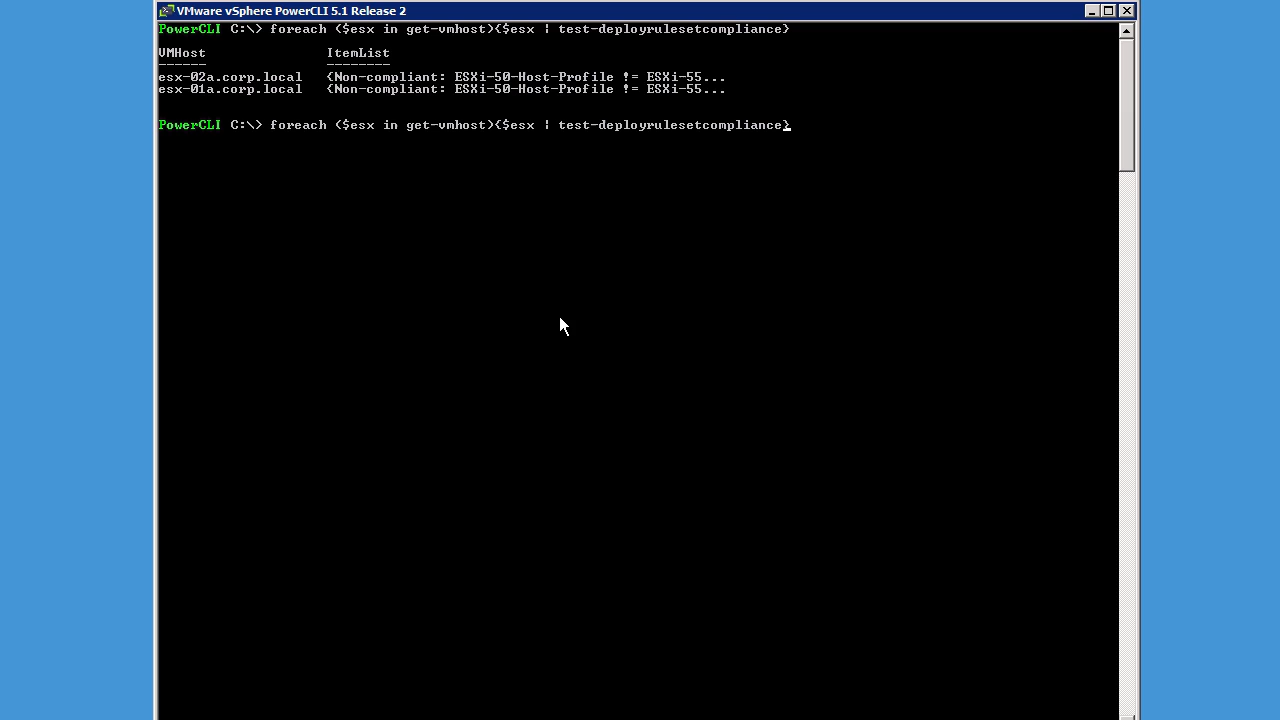 VMware vSphere PowerCLI 5.1 Release 2
PowerCLI C:\> foreach ($esx in get-vmhost){$esx | test-deployrulesetcompliance}
VMHost ItemList
------ --------
esx-02a.corp.local {Non-compliant: ESXi-50-Host-Profile != ESXi-55...
esx-01a.corp.local {Non-compliant: ESXi-50-Host-Profile != ESXi-55...
PowerCLI C:\> foreach ($esx in get-vmhost){$esx | test-deployrulesetcompliance}